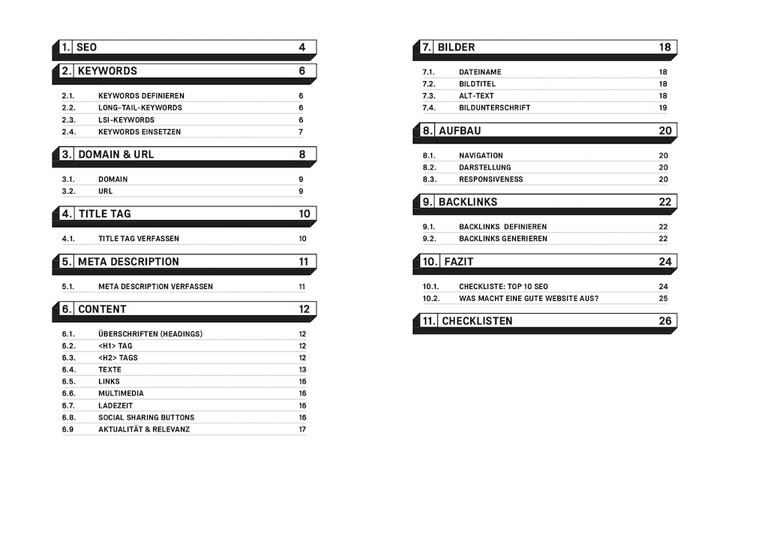 1. SEO 4
2. KEYWORDS 6
2.1. KEYWORDS DEFINIEREN 6
2.2. LONG-TAIL-KEYWORDS 6
2.3. LSI-KEYWORDS 6
2.4. KEYWORDS EINSETZEN 7
3. DOMAIN & URL 8
3.1. DOMAIN 9
3.2. URL 9
4. TITLE TAG 10
4.1. TITLE TAG VERFASSEN 10
5. META DESCRIPTION 11
5.1. META DESCRIPTION VERFASSEN 11
6. CONTENT 12
6.1. ÜBERSCHRIFTEN (HEADINGS) 12
6.2. <H1> TAG 12
6.3. <H2> TAGS 12
6.4. TEXTE 13
6.5. LINKS 16
6.6. MULTIMEDIA 16
6.7. LADEZEIT 16
6.8. SOCIAL SHARING BUTTONS 16
6.9 AKTUALITÄT & RELEVANZ 17
7. BILDER 18
7.1. DATEINAME 18
7.2. BILDTITEL 18
7.3. ALT-TEXT 18
7.4. BILDUNTERSCHRIFT 19
8. AUFBAU 20
8.1. NAVIGATION 20
8.2. DARSTELLUNG 20
8.3. RESPONSIVENESS 20
9. BACKLINKS 22
9.1. BACKLINKS DEFINIEREN 22
9.2. BACKLINKS GENERIEREN 22
10. FAZIT 24
10.1. CHECKLISTE: TOP 10 SEO 24
10.2. WAS MACHT EINE GUTE WEBSITE AUS? 25
11. CHECKLISTEN 26